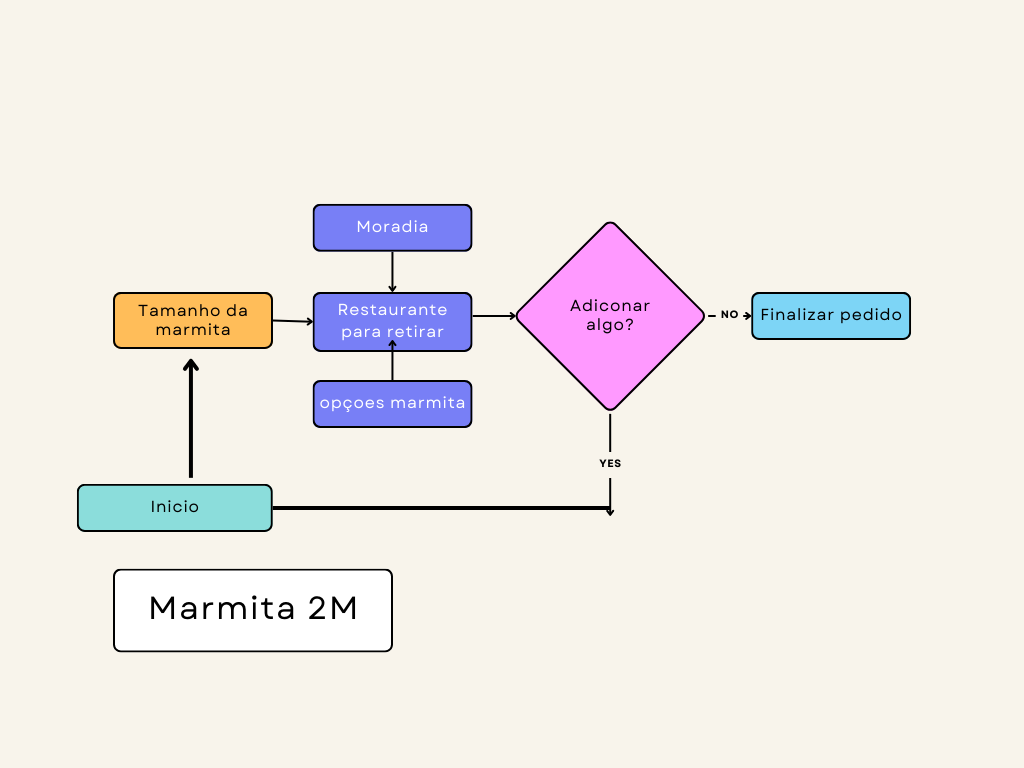 Moradia
Tamanho da
marmita
Restaurante
para retirar
Adiconar
algo?
NO
Finalizar pedido
opçoes marmita
YES
Inicio
Marmita 2M